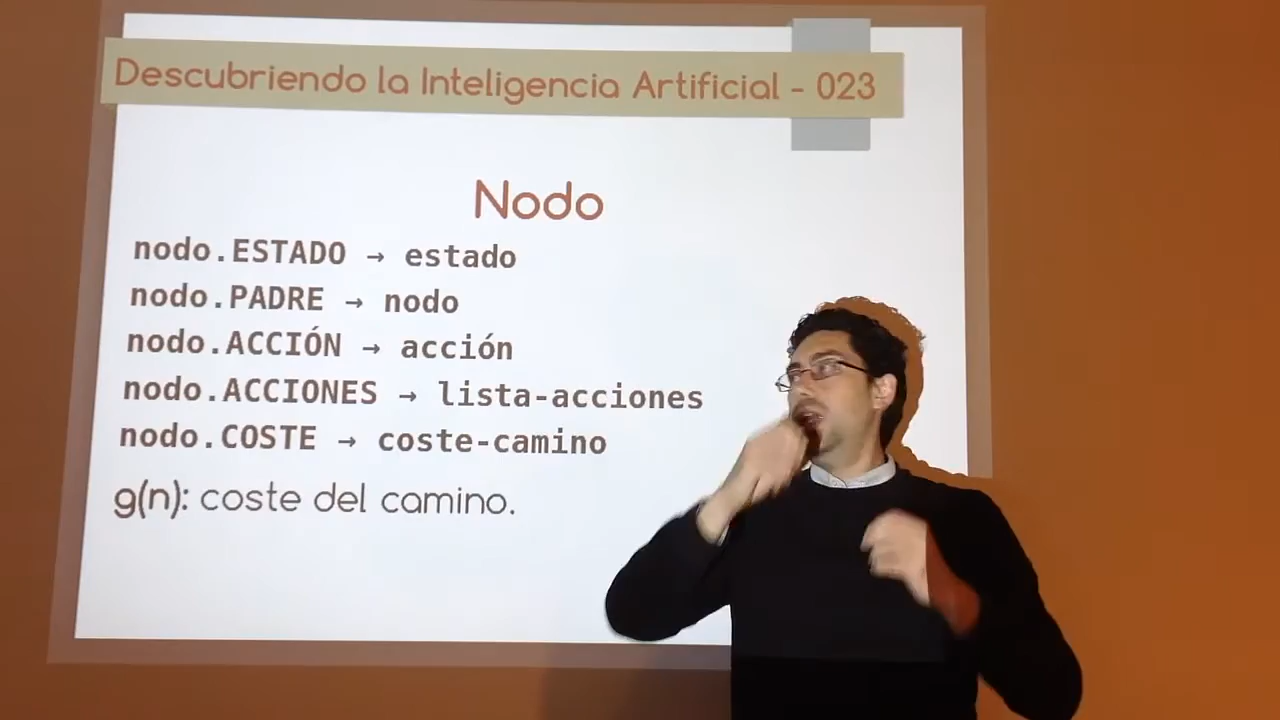 Descubriendo la Inteligencia Artificial - 023
Nodo
nodo.ESTADO → estado
nodo.PADRE → nodo
nodo.ACCIÓN → acción
nodo.ACCIONES → lista-acciones
nodo.COSTE → coste-camino
g(n): coste del camino.